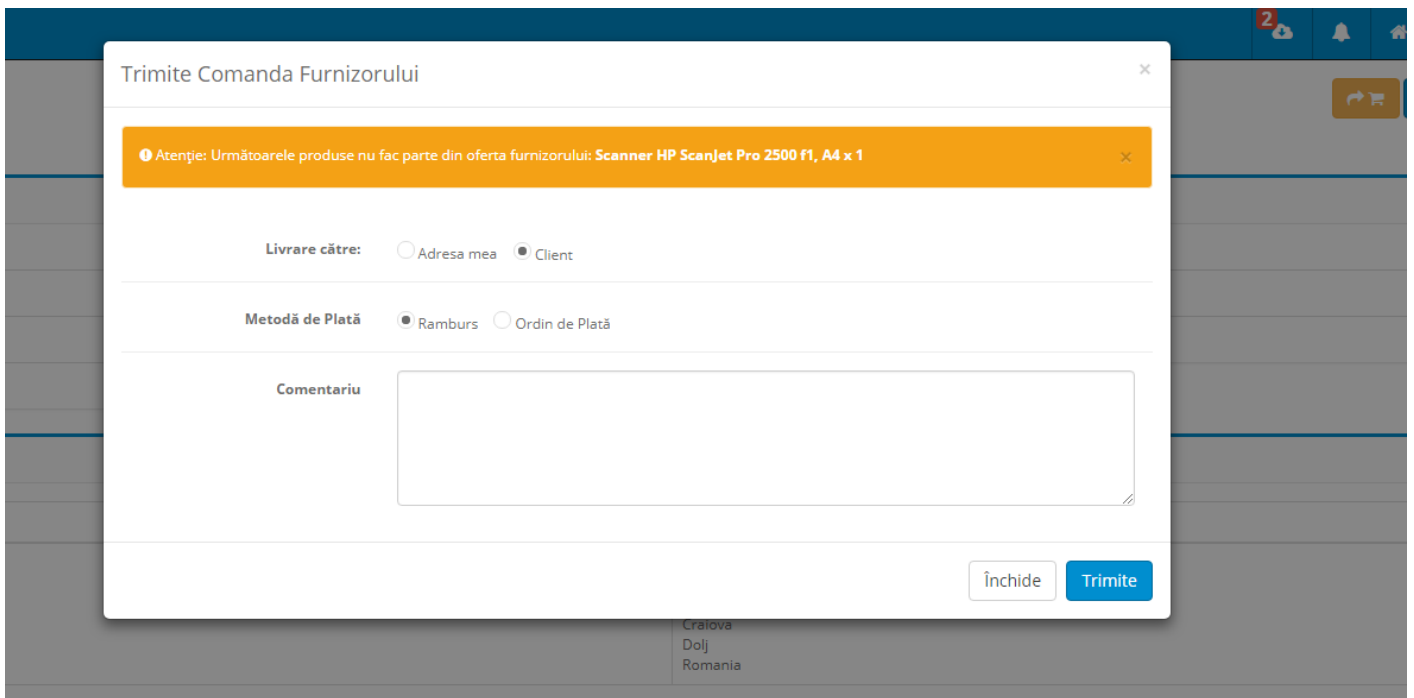 2
Trimite Comanda Furnizorului
×
Atenție: Următoarele produse nu fac parte din oferta furnizorului: Scanner HP ScanJet Pro 2500 f1, A4 x 1
×
Livrare către: Adresa mea Client
Metodă de Plată Ramburs Ordin de Plată
Comentariu
Închide Trimite
Craiova
Dolj
Romania